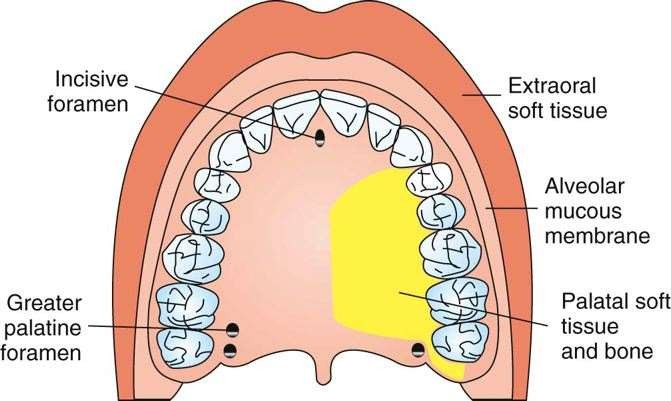 Incisive
foramen
Extraoral
soft tissue
Alveolar
mucous
membrane
Greater
palatine
foramen
Palatal soft
tissue
and bone